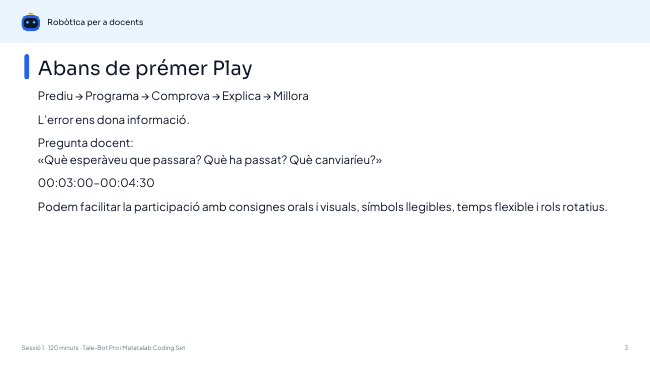 Robòtica per a docents
Abans de prémer Play
Prediu → Programa → Comprova → Explica → Millora
L'error ens dona informació.
Pregunta docent:
«Què esperàveu que passara? Què ha passat? Què canviaríeu?»
00:03:00–00:04:30
Podem facilitar la participació amb consignes orals i visuals, símbols llegibles, temps flexible i rols rotatius.
Sessió 1 · 120 minuts · Tale-Bot Pro i Matatalab Coding Set
3